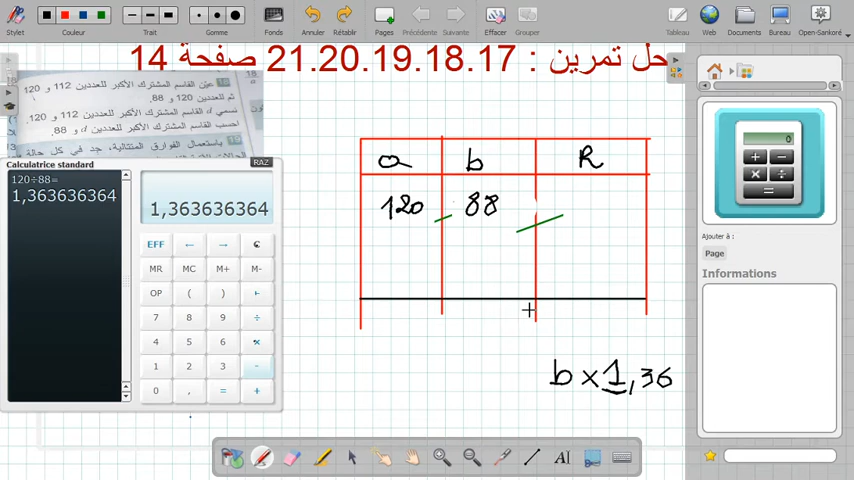 Stylet
Couleur
Trait
Fonds
Annuler
Rétablir
Pages
Précédente
Suivante
Effacer
Gommer
Tableau
Web
Documents
Bureau
Open-Sankoré
حل تمرين : 21.20.19.18.17 صفحة 14
عيّن القاسم المشترك الأكبر للعددين 112 و 120
ثم للعددين 120 و 88.
نسمي d القاسم المشترك الأكبر للعددين 112 و 120.
احسب القاسم المشترك الأكبر للعددين d و 88.
باستعمال الفوارق المتتالية، جد في كل حالة
Calculatrice standard
RAZ
120÷88=
1,363636364
1,363636364
EFF ← →
MR MC M+ M-
OP ( )
7 8 9 ÷
4 5 6 ×
1 2 3 -
0 , = +
a b R
120 88
b × 1,36
0
+ −
× ÷
=
Ajouter à :
Page
Informations